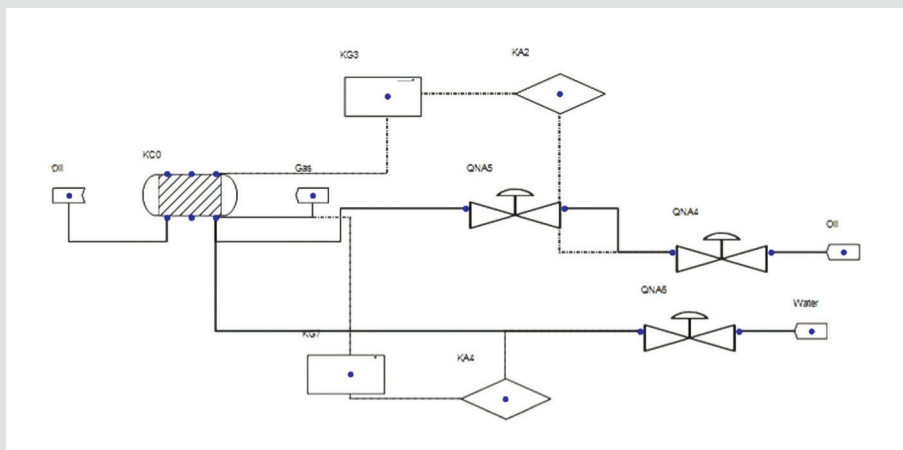 KG3
KA2
Oil
KC0
Gas
QNA5
QNA4
Oil
QNA6
Water
KG7
KA4